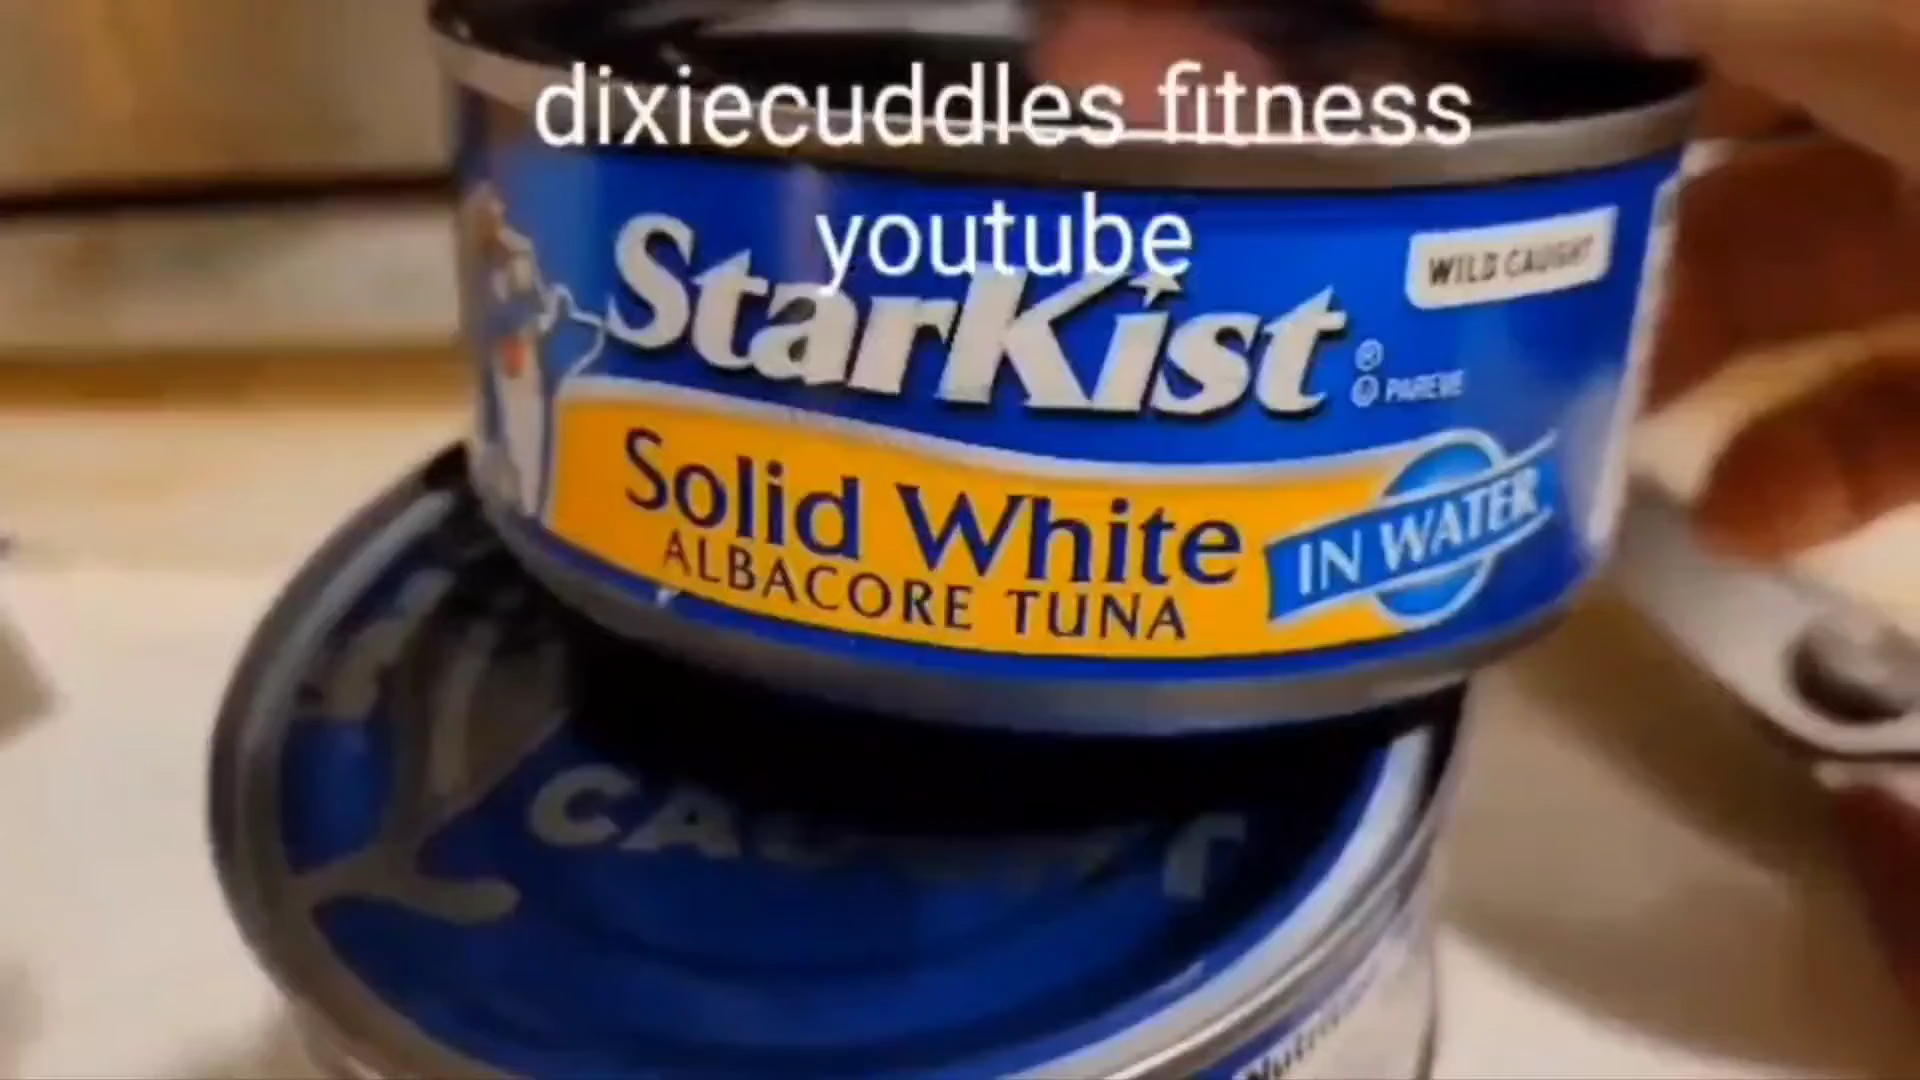 dixiecuddles fitness
youtube
StarKist®
WILD CAUGHT
Ⓤ PAREVE
Solid White
ALBACORE TUNA
IN WATER